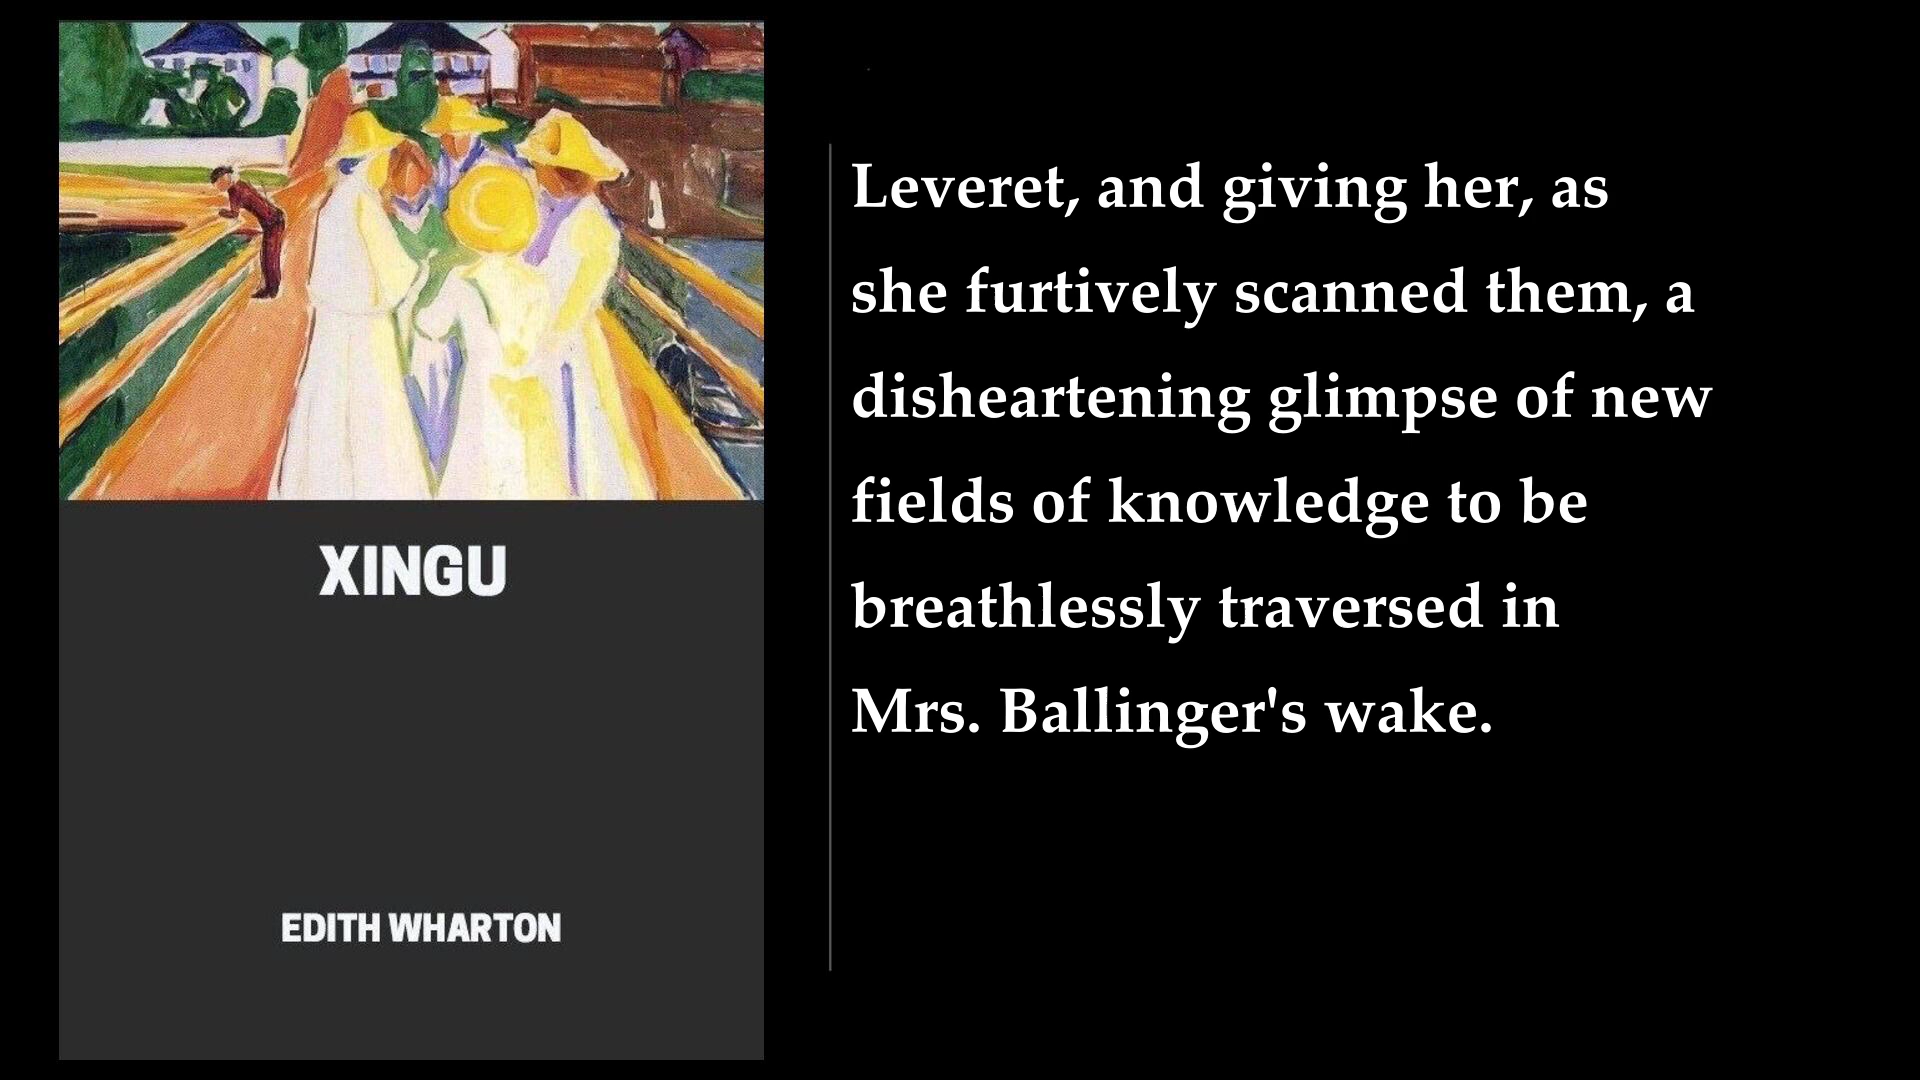 XINGU
EDITH WHARTON
Leveret, and giving her, as
she furtively scanned them, a
disheartening glimpse of new
fields of knowledge to be
breathlessly traversed in
Mrs. Ballinger's wake.